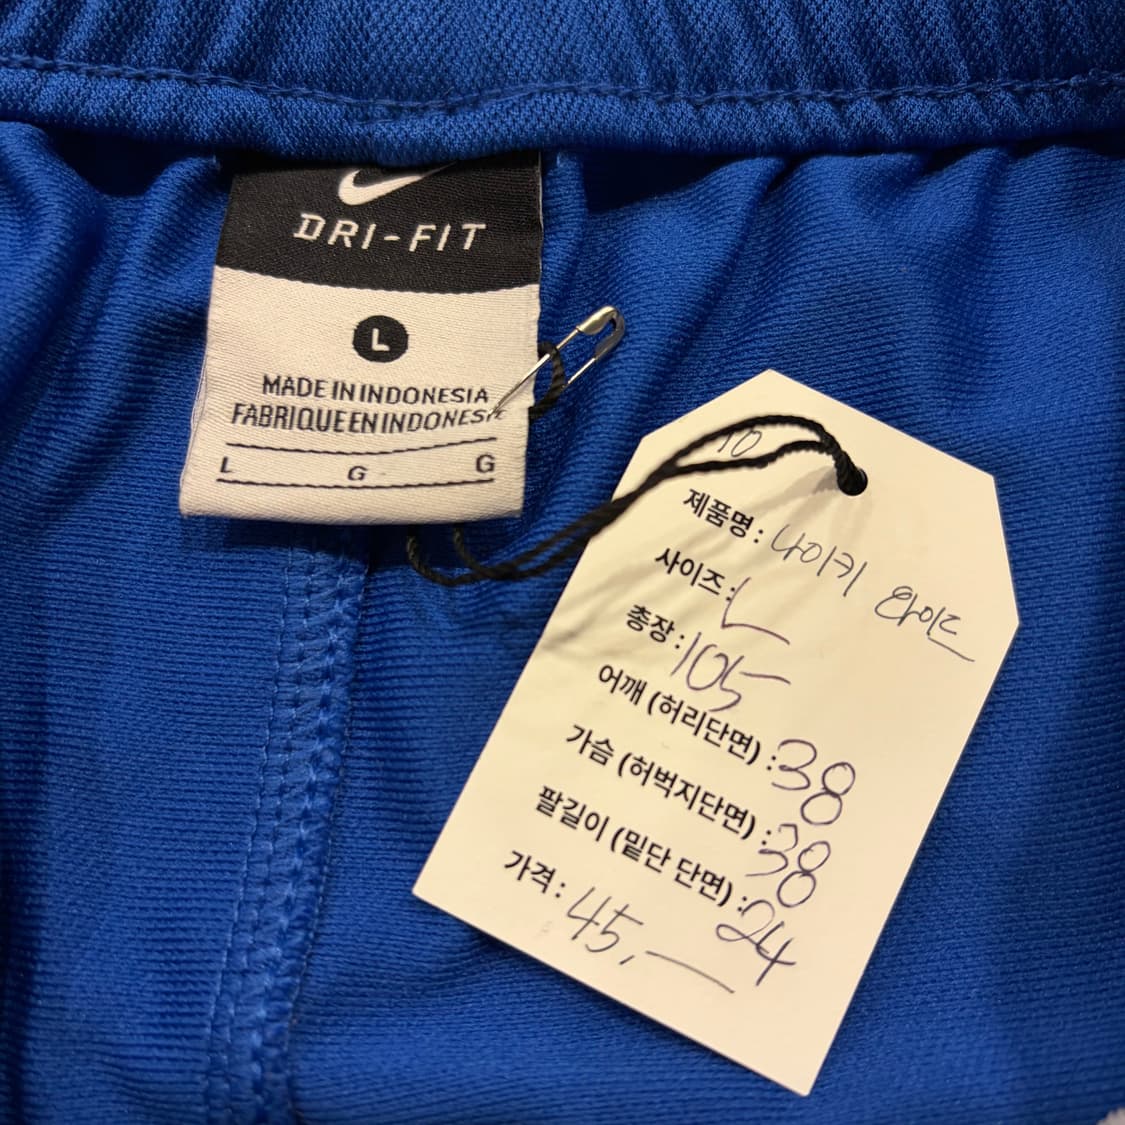 DRI-FIT
L
MADE IN INDONESIA
FABRIQUE EN INDONESIE
L G G
10
제품명: 나이키 와이드
사이즈: L
총장: 105
어깨 (허리단면): 38
가슴 (허벅지단면): 38
팔길이 (밑단 단면): 24
가격: 45,—